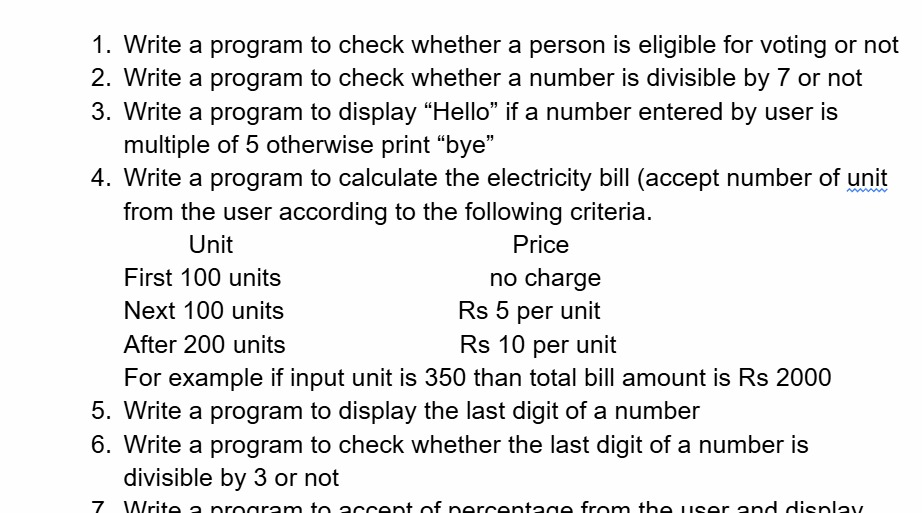 1. Write a program to check whether a person is eligible for voting or not
2. Write a program to check whether a number is divisible by 7 or not
3. Write a program to display “Hello” if a number entered by user is
multiple of 5 otherwise print “bye”
4. Write a program to calculate the electricity bill (accept number of unit
from the user according to the following criteria.
Unit Price
First 100 units no charge
Next 100 units Rs 5 per unit
After 200 units Rs 10 per unit
For example if input unit is 350 than total bill amount is Rs 2000
5. Write a program to display the last digit of a number
6. Write a program to check whether the last digit of a number is
divisible by 3 or not
7. Write a program to accept of percentage from the user and display